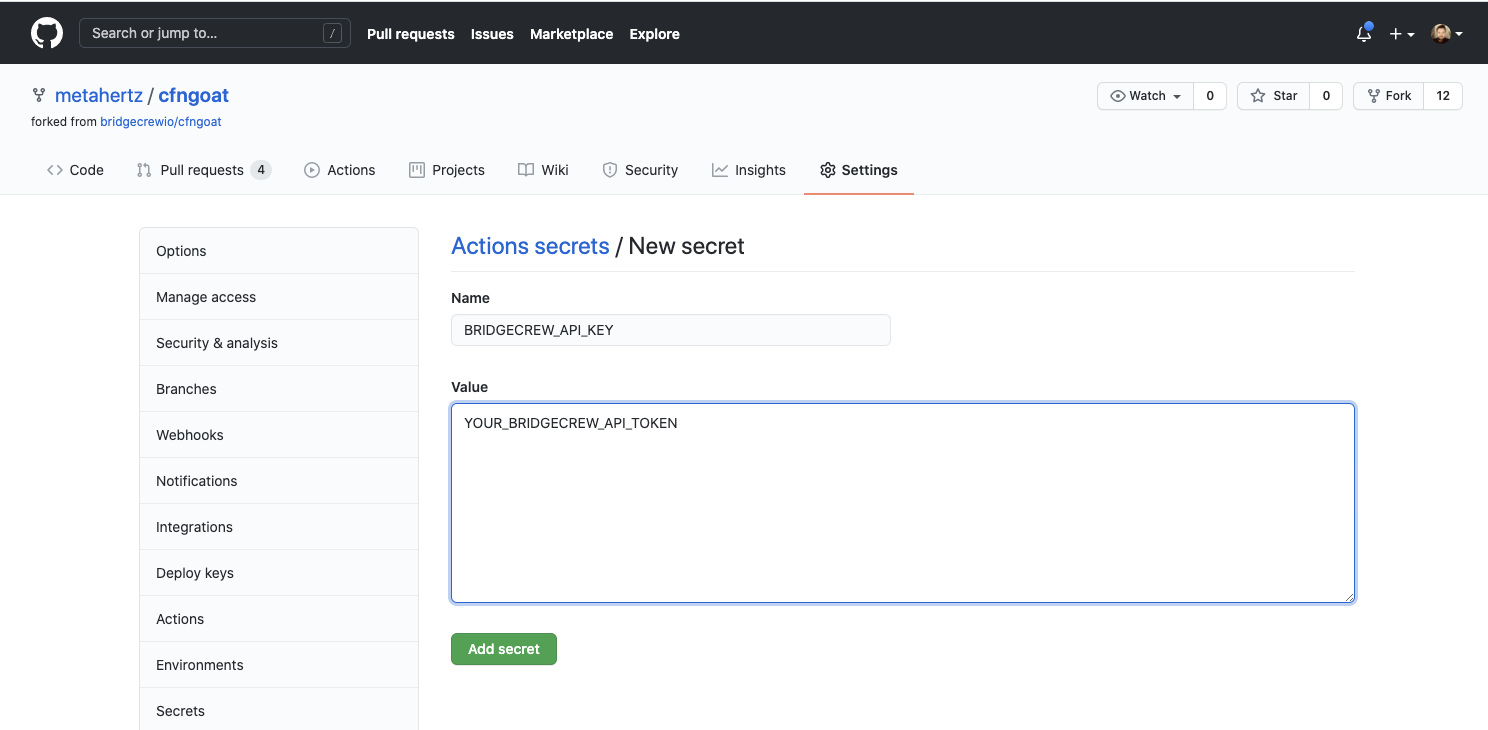 Search or jump to... /
Pull requests Issues Marketplace Explore
metahertz / cfngoat
Watch 0 Star 0 Fork 12
forked from bridgecrewio/cfngoat
Code Pull requests 4 Actions Projects Wiki Security Insights Settings
Options
Manage access
Security & analysis
Branches
Webhooks
Notifications
Integrations
Deploy keys
Actions
Environments
Secrets
Actions secrets / New secret
Name
BRIDGECREW_API_KEY
Value
YOUR_BRIDGECREW_API_TOKEN
Add secret